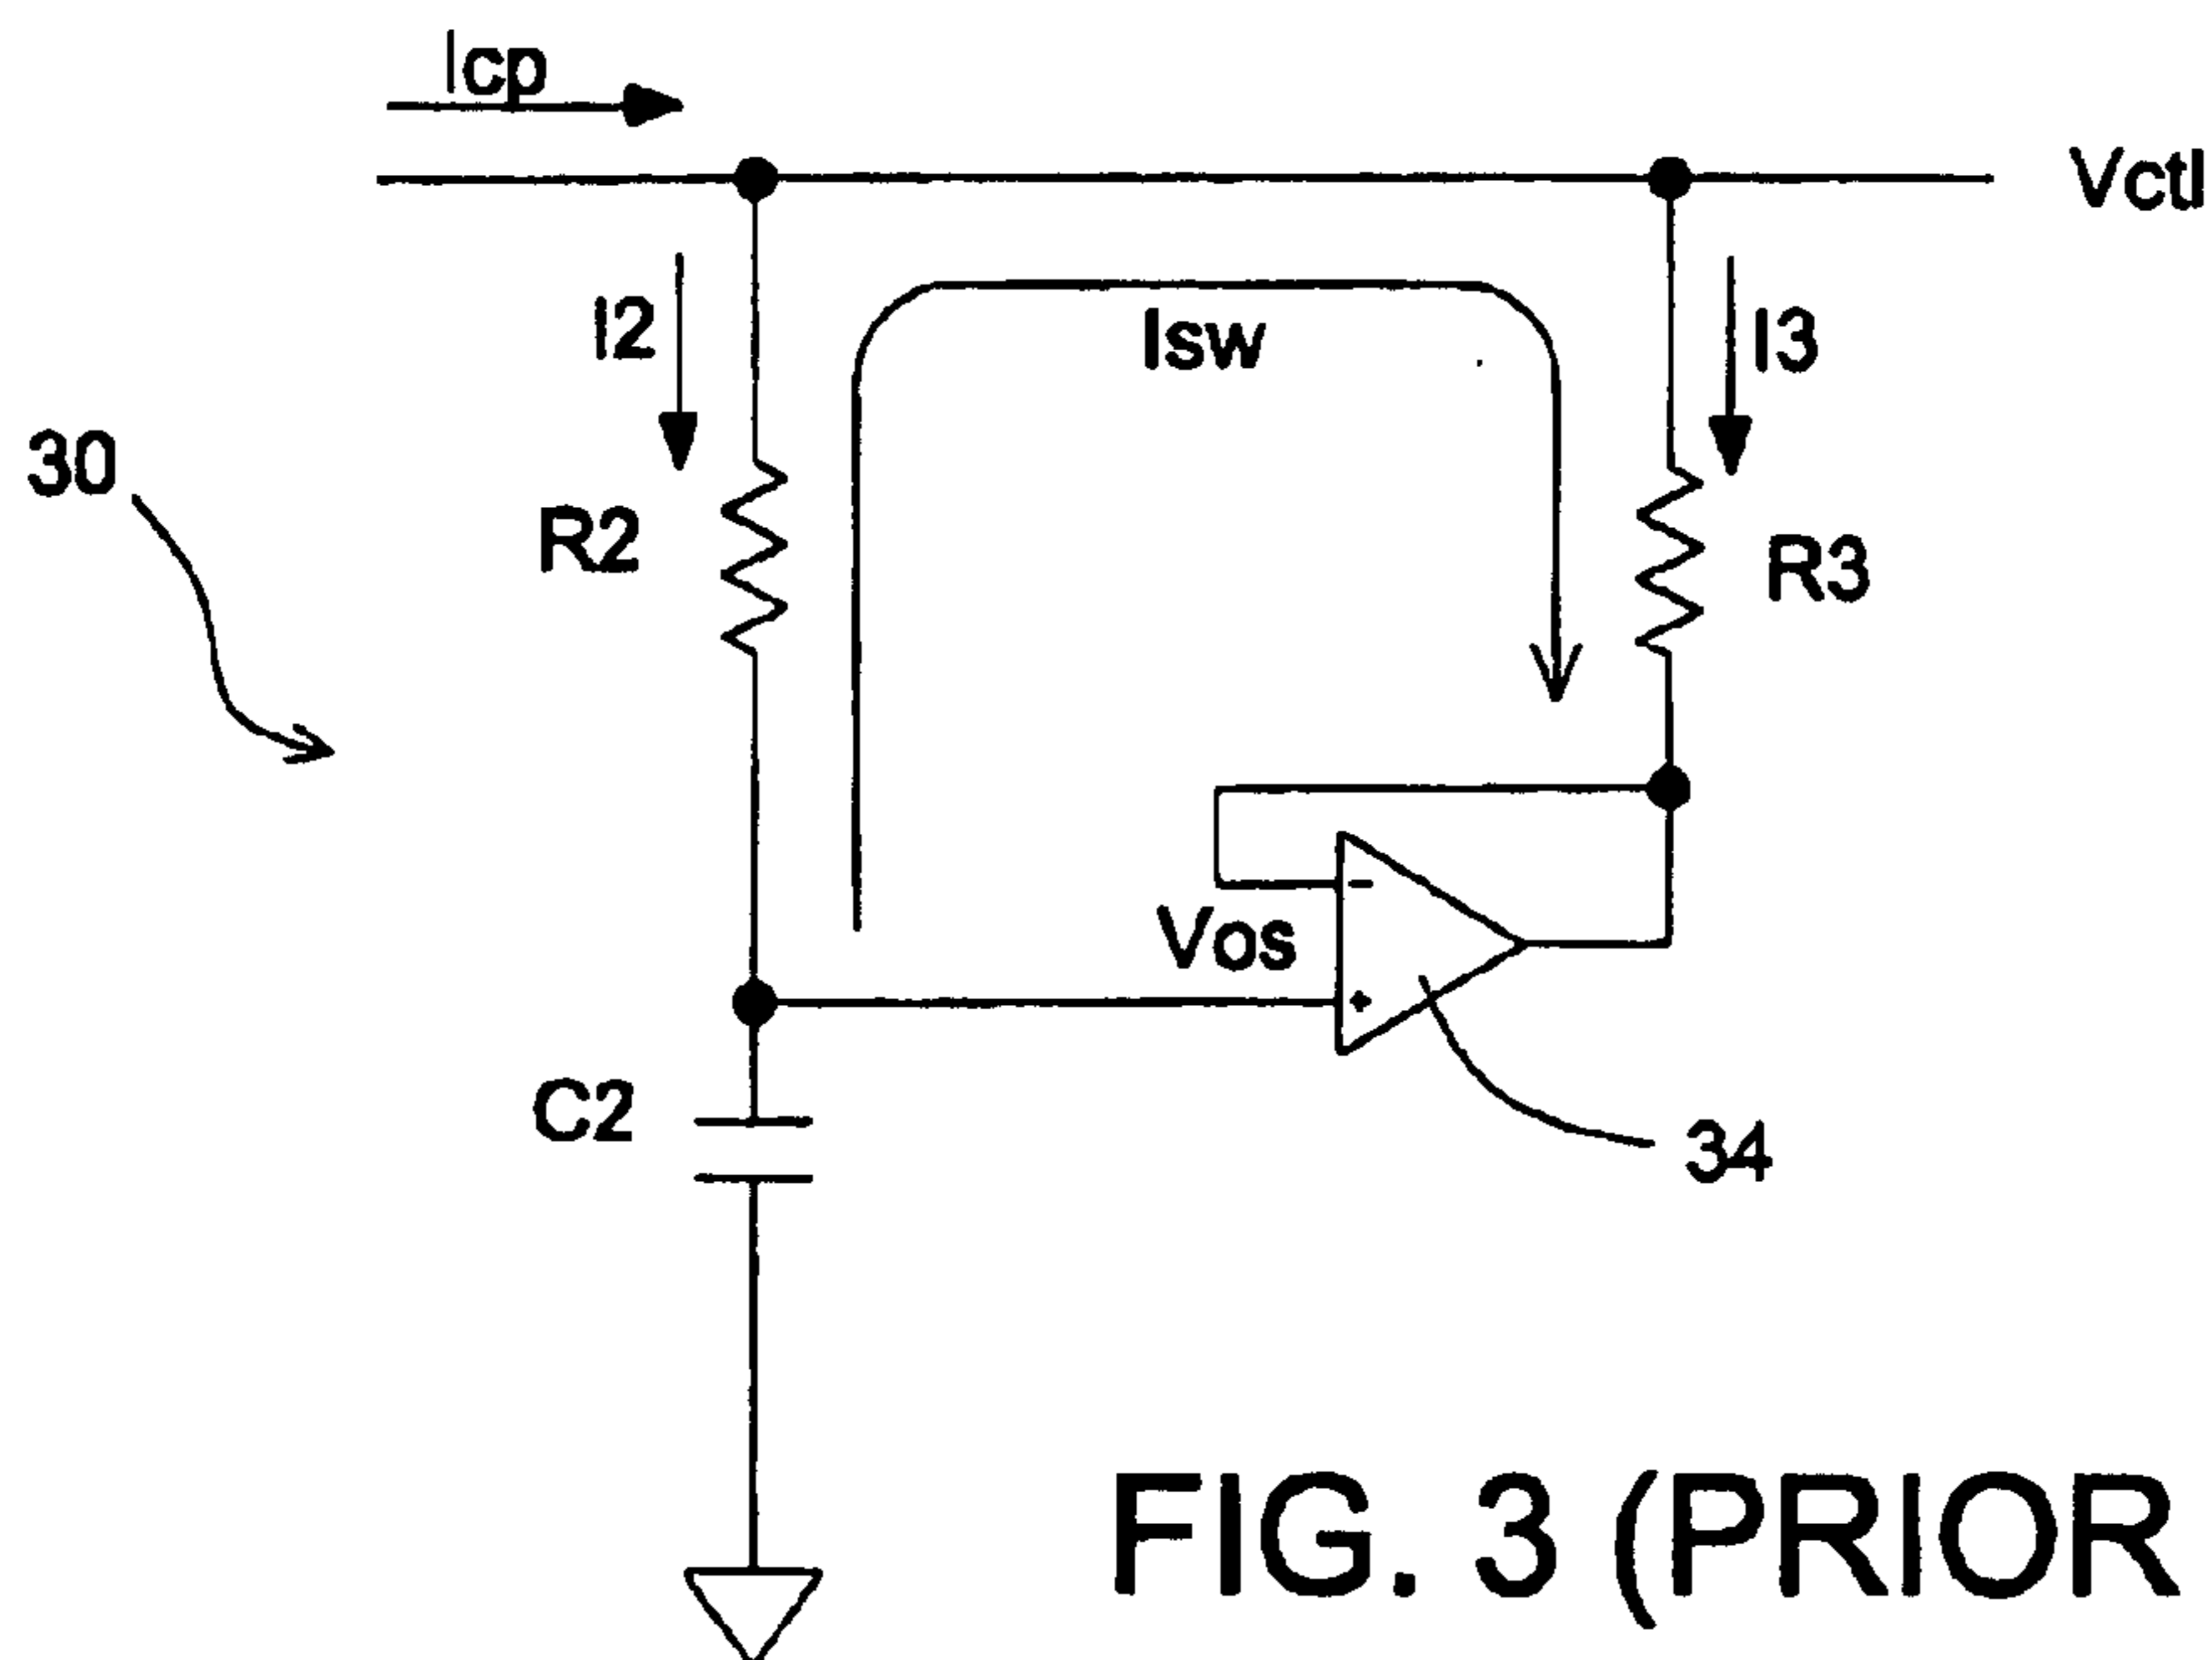 Icp
Vctl
I2
Isw
I3
30
R2
R3
Vos
-
+
C2
34
FIG. 3 (PRIOR